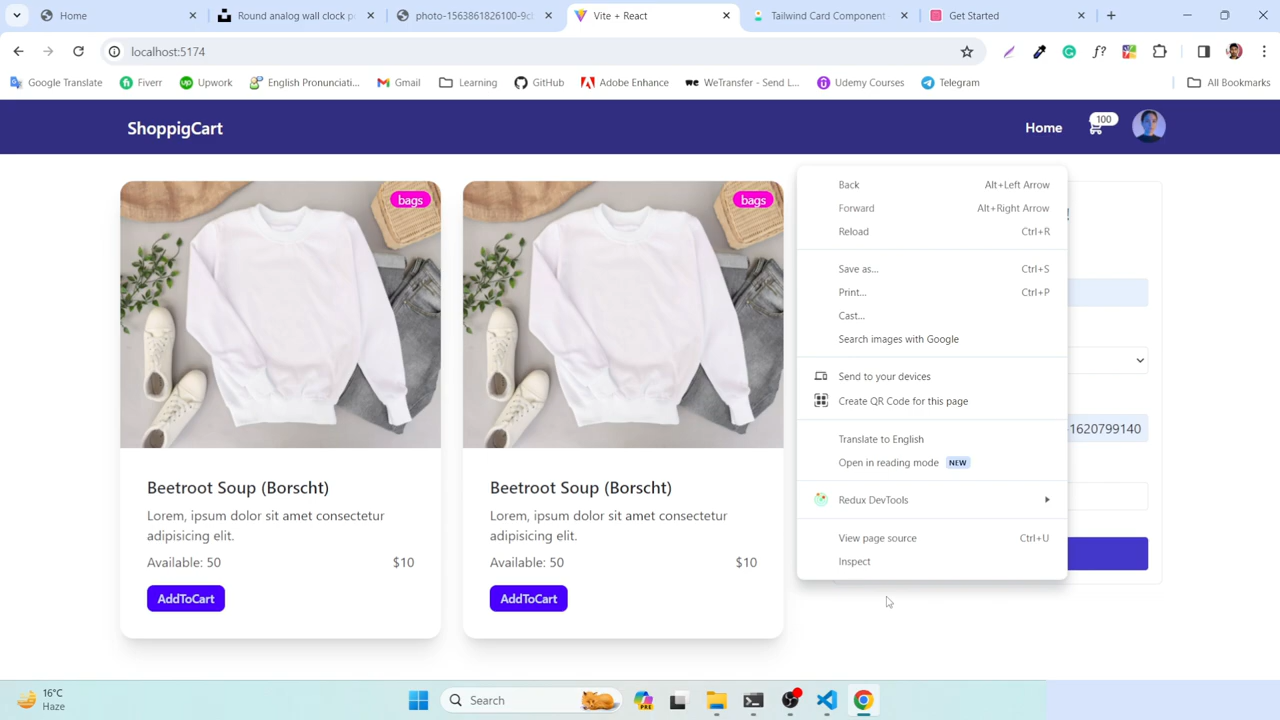 Home
Round analog wall clock p
photo-1563861826100-9c
Vite + React
Tailwind Card Component
Get Started
localhost:5174
Google Translate
Fiverr
Upwork
English Pronunciati...
Gmail
Learning
GitHub
Adobe Enhance
WeTransfer - Send L...
Udemy Courses
Telegram
All Bookmarks
ShoppigCart
Home
100
bags
bags
Back Alt+Left Arrow
Forward Alt+Right Arrow
Reload Ctrl+R
Save as... Ctrl+S
Print... Ctrl+P
Cast...
Search images with Google
Send to your devices
Create QR Code for this page
Translate to English
Open in reading mode NEW
Redux DevTools
View page source Ctrl+U
Inspect
!
-1620799140
Beetroot Soup (Borscht)
Lorem, ipsum dolor sit amet consectetur
adipisicing elit.
Available: 50 $10
AddToCart
Beetroot Soup (Borscht)
Lorem, ipsum dolor sit amet consectetur
adipisicing elit.
Available: 50 $10
AddToCart
16°C
Haze
Search
PRE